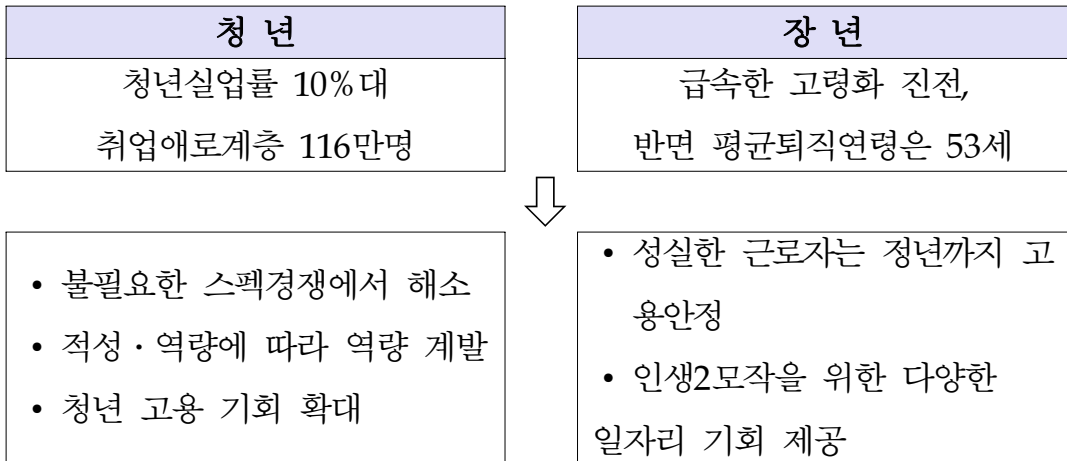 청 년
청년실업률 10%대
취업애로계층 116만명
장 년
급속한 고령화 진전,
반면 평균퇴직연령은 53세
• 불필요한 스펙경쟁에서 해소
• 적성·역량에 따라 역량 계발
• 청년 고용 기회 확대
• 성실한 근로자는 정년까지 고
용안정
• 인생2모작을 위한 다양한
일자리 기회 제공